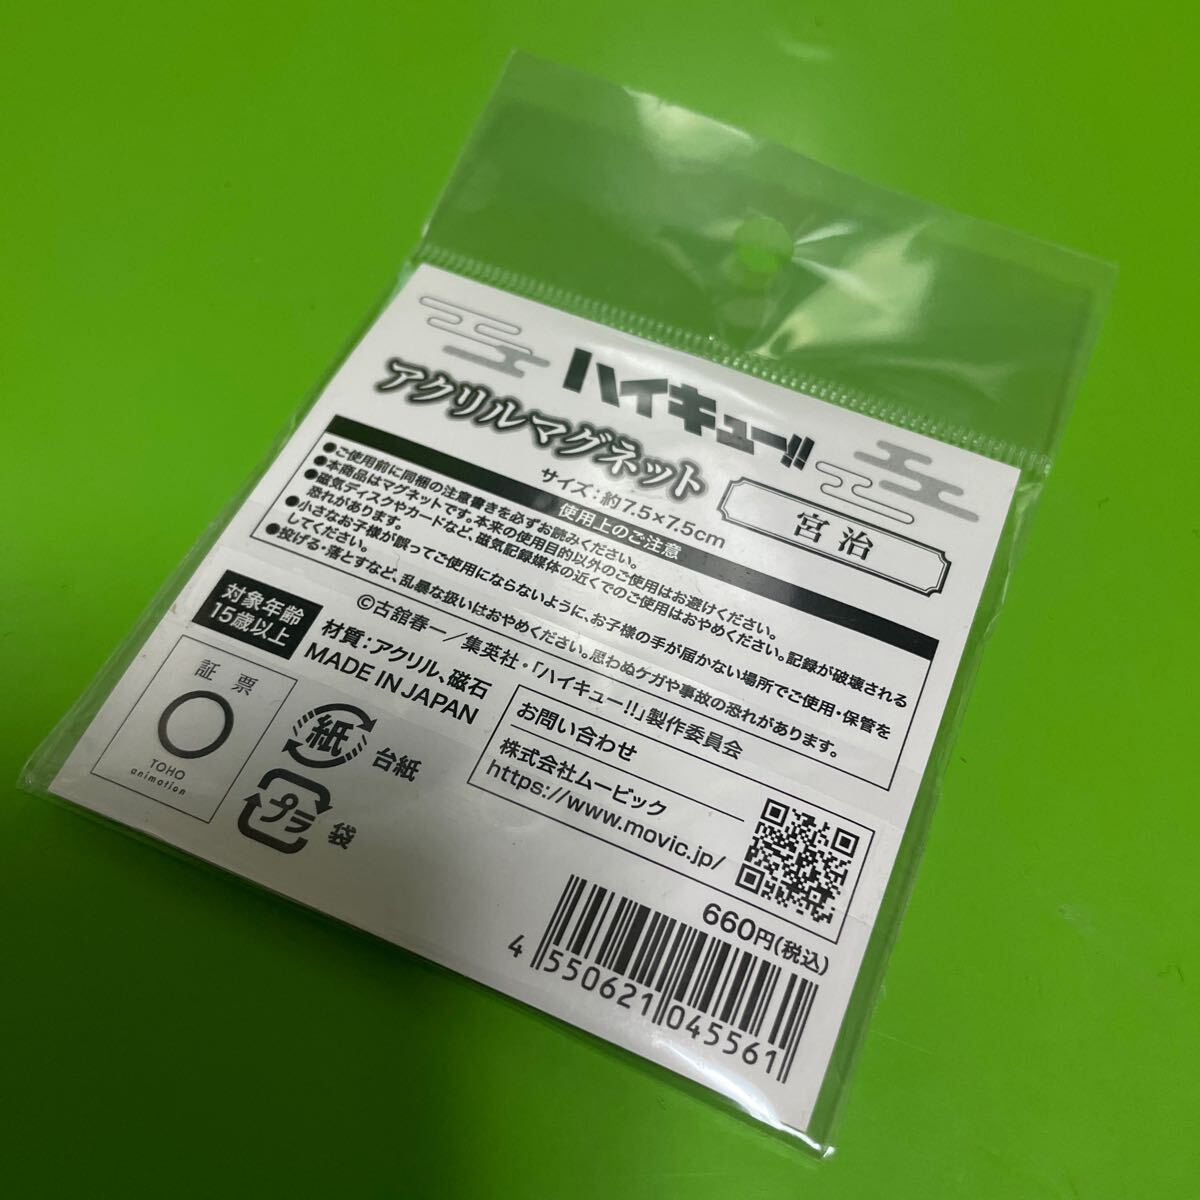 ハイキュー!!
アクリルマグネット
サイズ:約7.5×7.5cm
宮 治
使用上のご注意
●ご使用前に同梱の注意書きを必ずお読みください。
●本商品はマグネットです。本来の使用目的以外のご使用はお避けください。
●磁気ディスクやカードなど、磁気記録媒体の近くでのご使用はおやめください。記録が破壊される
恐れがあります。
●小さなお子様が誤ってご使用にならないように、お子様の手が届かない場所でご使用・保管を
してください。
●投げる・落とすなど、乱暴な扱いはおやめください。思わぬケガや事故の恐れがあります。
対象年齢
15歳以上
©古舘春一/集英社・「ハイキュー!!」製作委員会
材質:アクリル、磁石
MADE IN JAPAN
証 票
TOHO
animation
紙
台紙
プラ
袋
お問い合わせ
株式会社ムービック
https://www.movic.jp/
660円(税込)
4 550621 045561